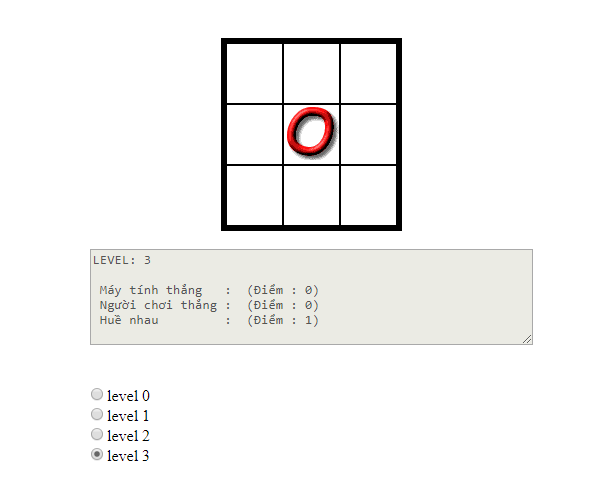 O
LEVEL: 3
Máy tính thắng : (Điểm : 0)
Người chơi thắng : (Điểm : 0)
Huề nhau : (Điểm : 1)
level 0
level 1
level 2
level 3